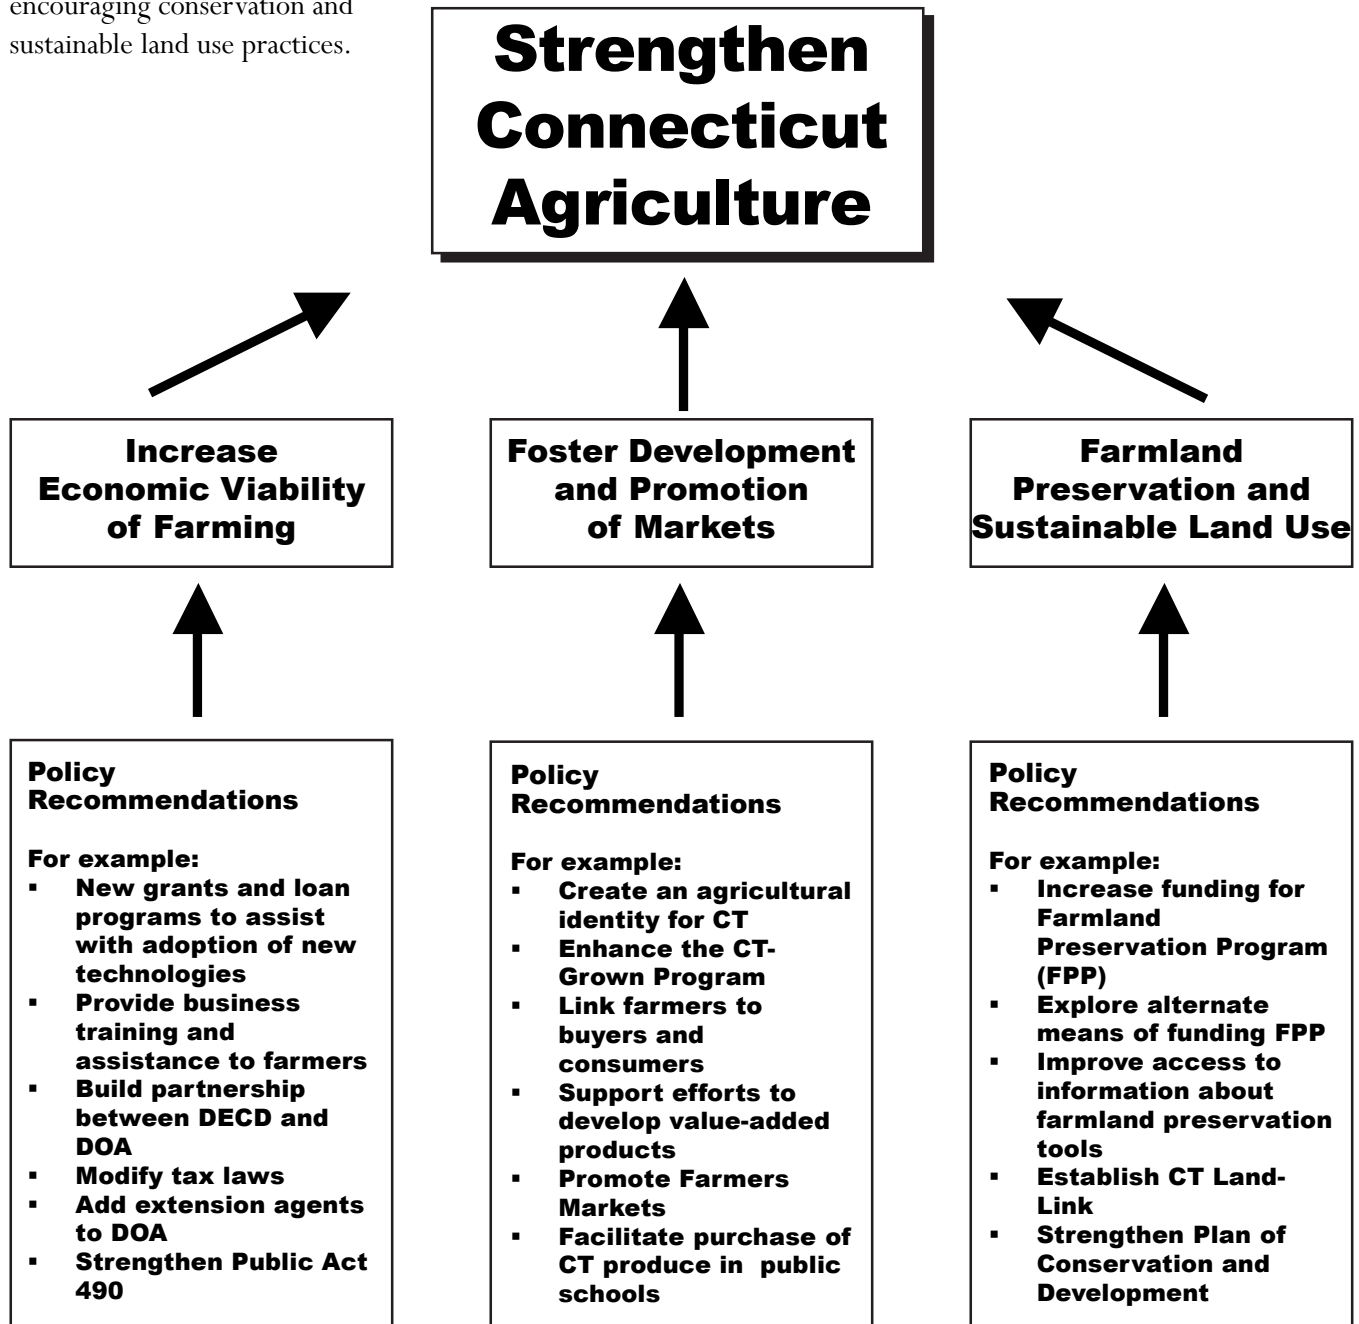 encouraging conservation and
sustainable land use practices.
Strengthen
Connecticut
Agriculture
Increase
Economic Viability
of Farming
Foster Development
and Promotion
of Markets
Farmland
Preservation and
Sustainable Land Use
Policy
Recommendations
For example:
▪ New grants and loan
programs to assist
with adoption of new
technologies
▪ Provide business
training and
assistance to farmers
▪ Build partnership
between DECD and
DOA
▪ Modify tax laws
▪ Add extension agents
to DOA
▪ Strengthen Public Act
490
Policy
Recommendations
For example:
▪ Create an agricultural
identity for CT
▪ Enhance the CT-
Grown Program
▪ Link farmers to
buyers and
consumers
▪ Support efforts to
develop value-added
products
▪ Promote Farmers
Markets
▪ Facilitate purchase of
CT produce in  public
schools
Policy
Recommendations
For example:
▪ Increase funding for
Farmland
Preservation Program
(FPP)
▪ Explore alternate
means of funding FPP
▪ Improve access to
information about
farmland preservation
tools
▪ Establish CT Land-
Link
▪ Strengthen Plan of
Conservation and
Development